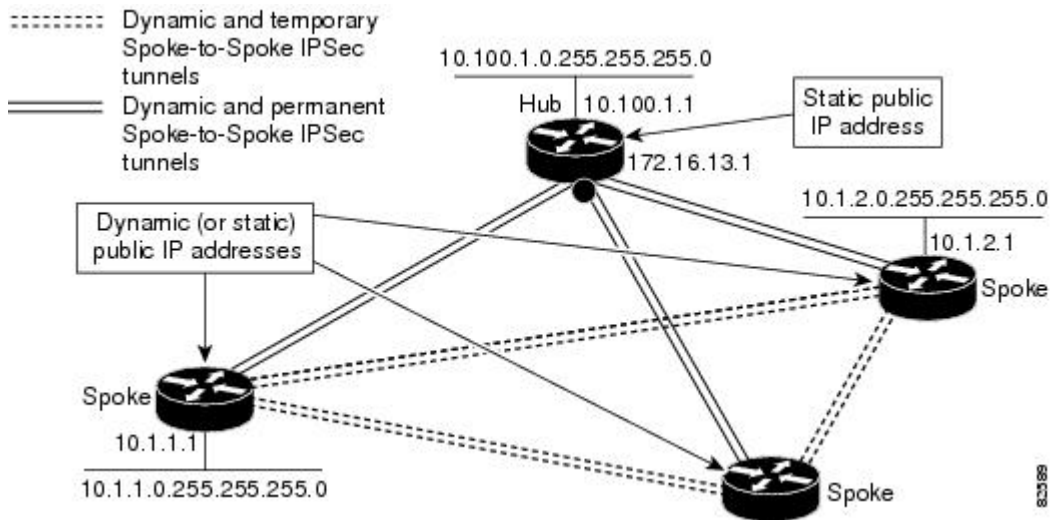 Dynamic and temporary
Spoke-to-Spoke IPSec
tunnels
Dynamic and permanent
Spoke-to-Spoke IPSec
tunnels
10.100.1.0.255.255.255.0
Hub
10.100.1.1
Static public
IP address
172.16.13.1
Dynamic (or static)
public IP addresses
10.1.2.0.255.255.255.0
10.1.2.1
Spoke
Spoke
10.1.1.1
10.1.1.0.255.255.255.0
Spoke
82589